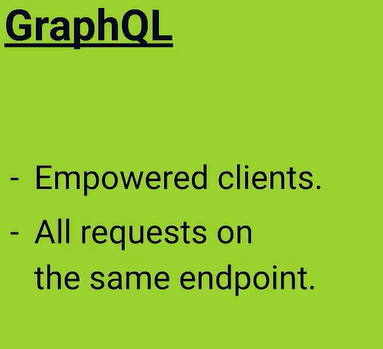 GraphQL
- Empowered clients.
- All requests on
the same endpoint.